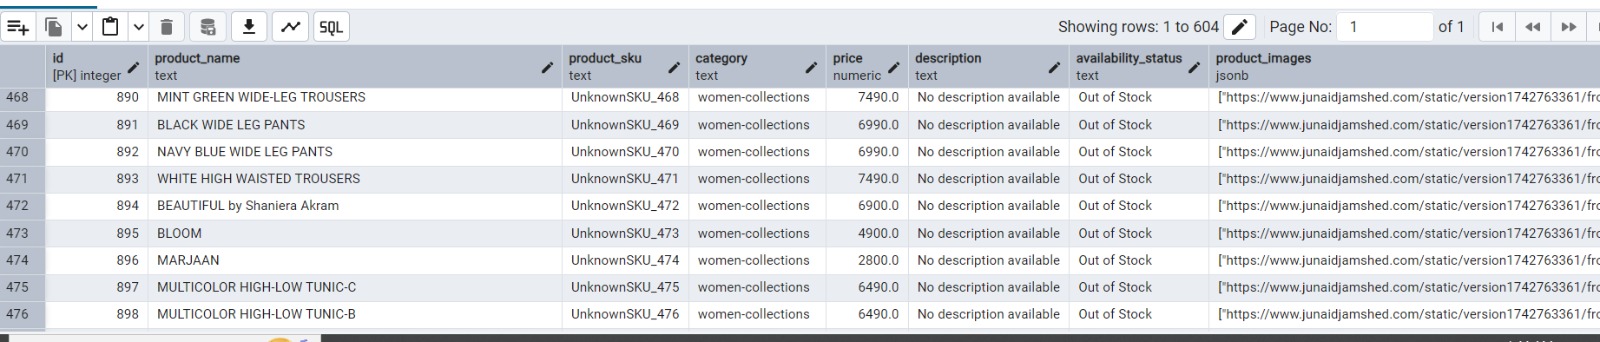 SQL Showing rows: 1 to 604 Page No: 1 of 1
id product_name product_sku category price description availability_status product_images
[PK] integer text text text numeric text text jsonb
468 890 MINT GREEN WIDE-LEG TROUSERS UnknownSKU_468 women-collections 7490.0 No description available Out of Stock ["https://www.junaidjamshed.com/static/version1742763361/fro
469 891 BLACK WIDE LEG PANTS UnknownSKU_469 women-collections 6990.0 No description available Out of Stock ["https://www.junaidjamshed.com/static/version1742763361/fro
470 892 NAVY BLUE WIDE LEG PANTS UnknownSKU_470 women-collections 6990.0 No description available Out of Stock ["https://www.junaidjamshed.com/static/version1742763361/fro
471 893 WHITE HIGH WAISTED TROUSERS UnknownSKU_471 women-collections 7490.0 No description available Out of Stock ["https://www.junaidjamshed.com/static/version1742763361/fro
472 894 BEAUTIFUL by Shaniera Akram UnknownSKU_472 women-collections 6900.0 No description available Out of Stock ["https://www.junaidjamshed.com/static/version1742763361/fro
473 895 BLOOM UnknownSKU_473 women-collections 4900.0 No description available Out of Stock ["https://www.junaidjamshed.com/static/version1742763361/fro
474 896 MARJAAN UnknownSKU_474 women-collections 2800.0 No description available Out of Stock ["https://www.junaidjamshed.com/static/version1742763361/fro
475 897 MULTICOLOR HIGH-LOW TUNIC-C UnknownSKU_475 women-collections 6490.0 No description available Out of Stock ["https://www.junaidjamshed.com/static/version1742763361/fro
476 898 MULTICOLOR HIGH-LOW TUNIC-B UnknownSKU_476 women-collections 6490.0 No description available Out of Stock ["https://www.junaidjamshed.com/static/version1742763361/fro